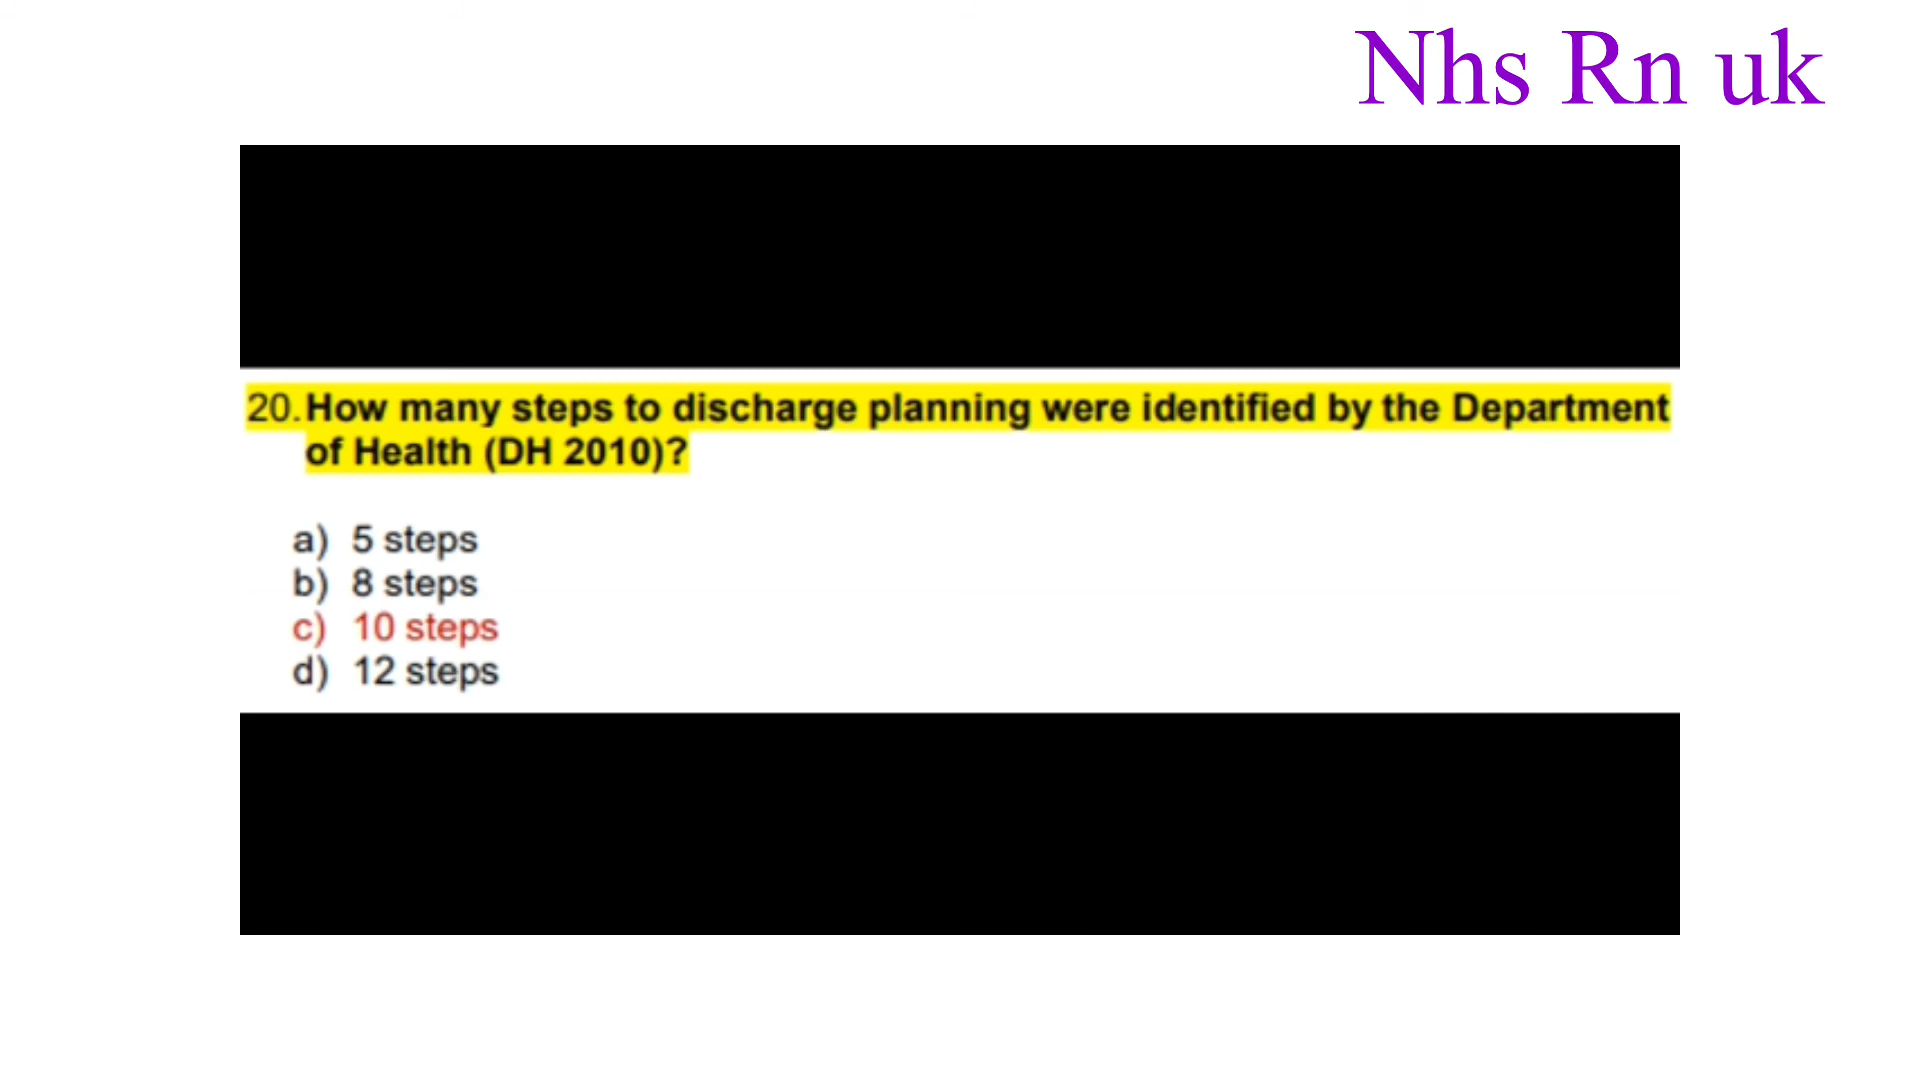 Nhs Rn uk
20. How many steps to discharge planning were identified by the Department
of Health (DH 2010)?
a) 5 steps
b) 8 steps
c) 10 steps
d) 12 steps